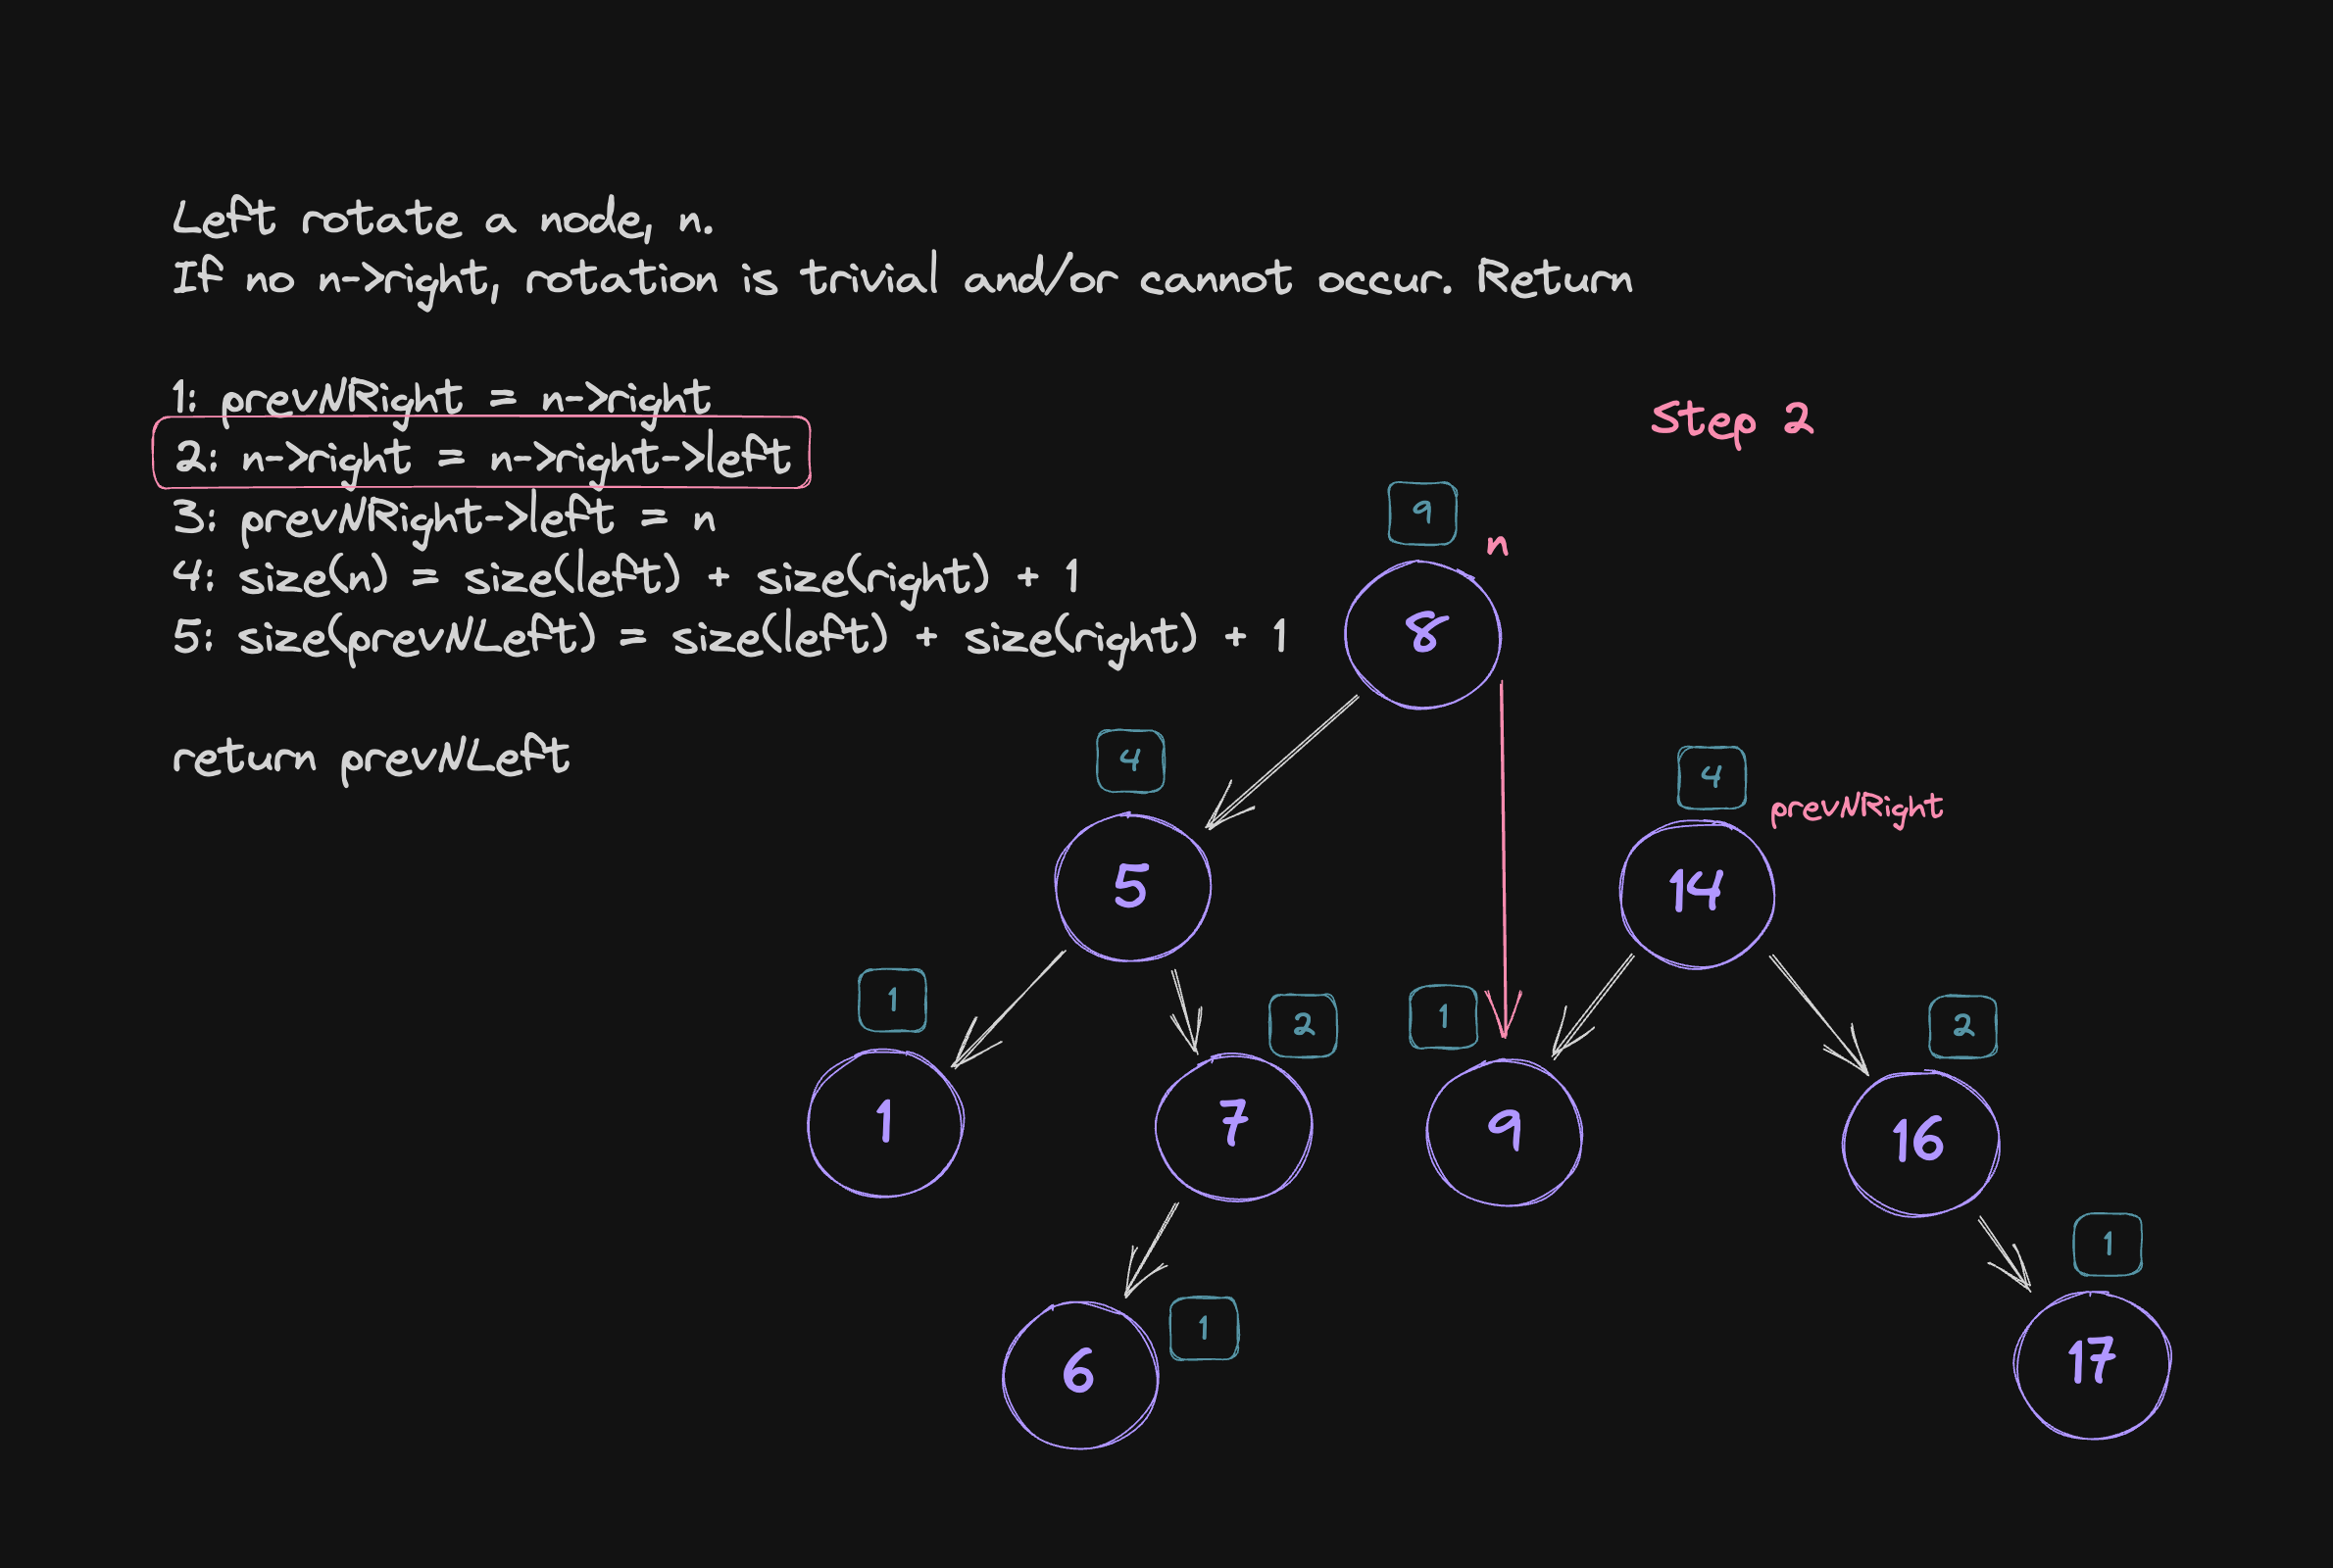 Left rotate a node, n.
If no n->right, rotation is trivial and/or cannot occur. Return
1: prevNRight = n->right
2: n->right = n->right->left
3: prevNRight->left = n
4: size(n) = size(left) + size(right) + 1
5: size(prevNLeft) = size(left) + size(right) + 1
return prevNLeft
Step 2
9
n
8
4
5
4
prevNRight
14
1
1
2
7
1
9
2
16
6
1
1
17